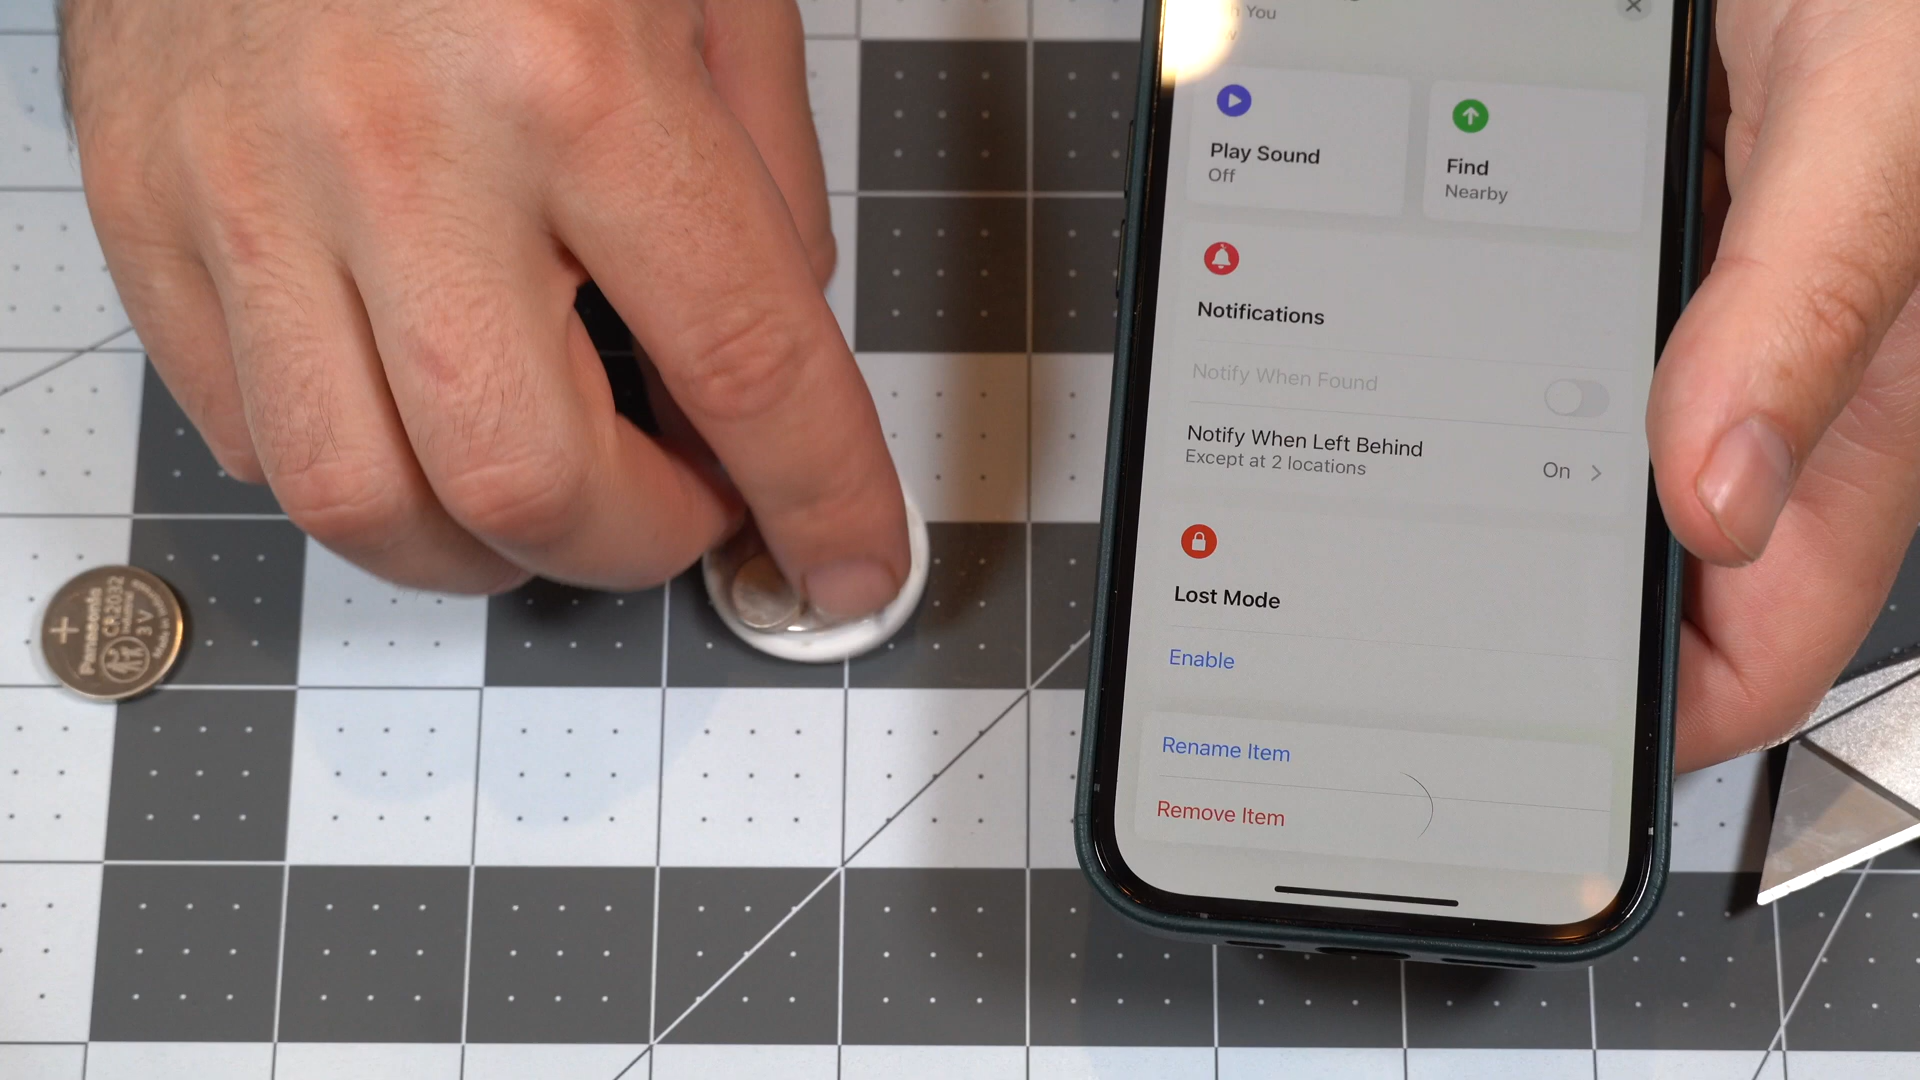 You
Play Sound
Off
Find
Nearby
Notifications
Notify When Found
Notify When Left Behind
Except at 2 locations
On
Lost Mode
Enable
Rename Item
Remove Item
+
Panasonic
CR2032
3V